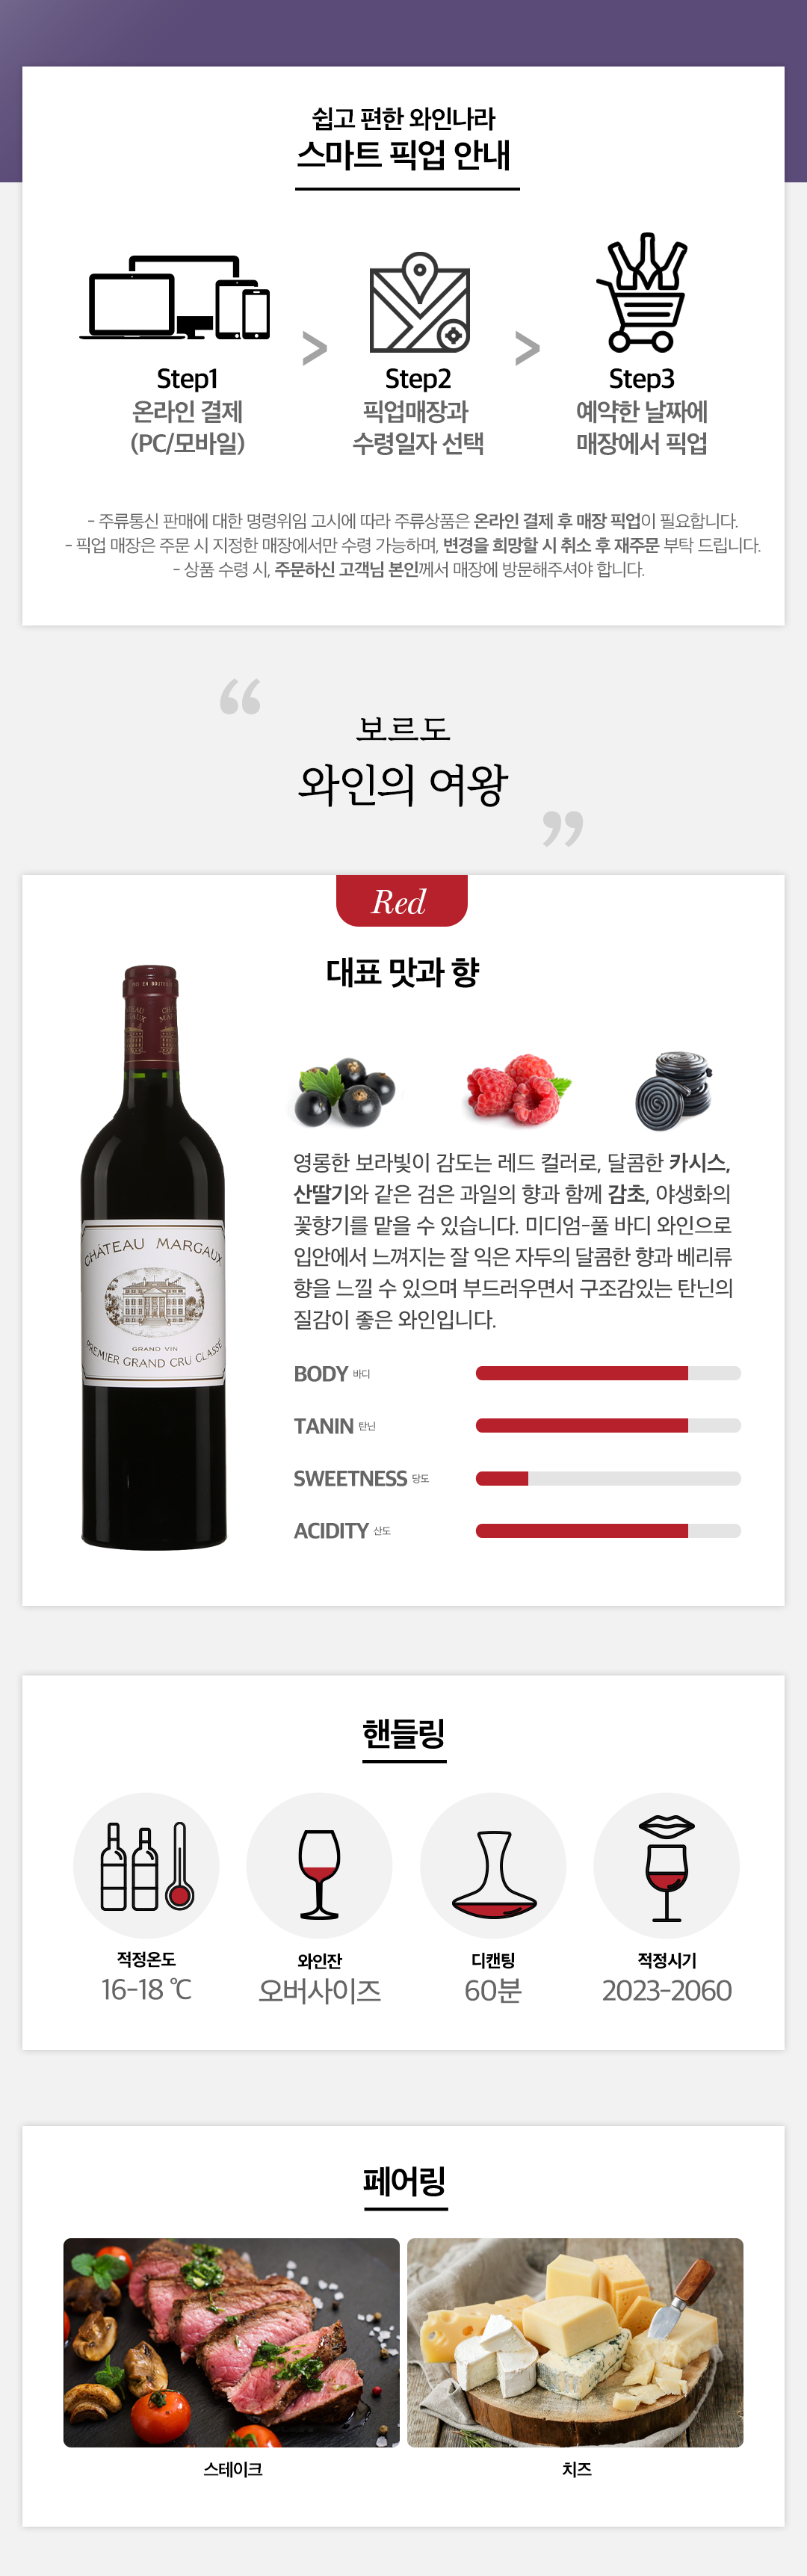 쉽고 편한 와인나라
스마트 픽업 안내
>
>
Step1
온라인 결제
(PC/모바일)
Step2
픽업매장과
수령일자 선택
Step3
예약한 날짜에
매장에서 픽업
- 주류통신 판매에 대한 명령위임 고시에 따라 주류상품은 온라인 결제 후 매장 픽업이 필요합니다.
- 픽업 매장은 주문 시 지정한 매장에서만 수령 가능하며, 변경을 희망할 시 취소 후 재주문 부탁 드립니다.
- 상품 수령 시, 주문하신 고객님 본인께서 매장에 방문해주셔야 합니다.
“
보르도
와인의 여왕
”
Red
대표 맛과 향
영롱한 보라빛이 감도는 레드 컬러로, 달콤한 카시스,
산딸기와 같은 검은 과일의 향과 함께 감초, 야생화의
꽃향기를 맡을 수 있습니다. 미디엄-풀 바디 와인으로
입안에서 느껴지는 잘 익은 자두의 달콤한 향과 베리류
향을 느낄 수 있으며 부드러우면서 구조감있는 탄닌의
질감이 좋은 와인입니다.
CHÂTEAU MARGAUX
GRAND VIN
PREMIER GRAND CRU CLASSÉ
BODY 바디
TANIN 탄닌
SWEETNESS 당도
ACIDITY 산도
핸들링
적정온도
16-18 ℃
와인잔
오버사이즈
디캔팅
60분
적정시기
2023-2060
페어링
스테이크
치즈